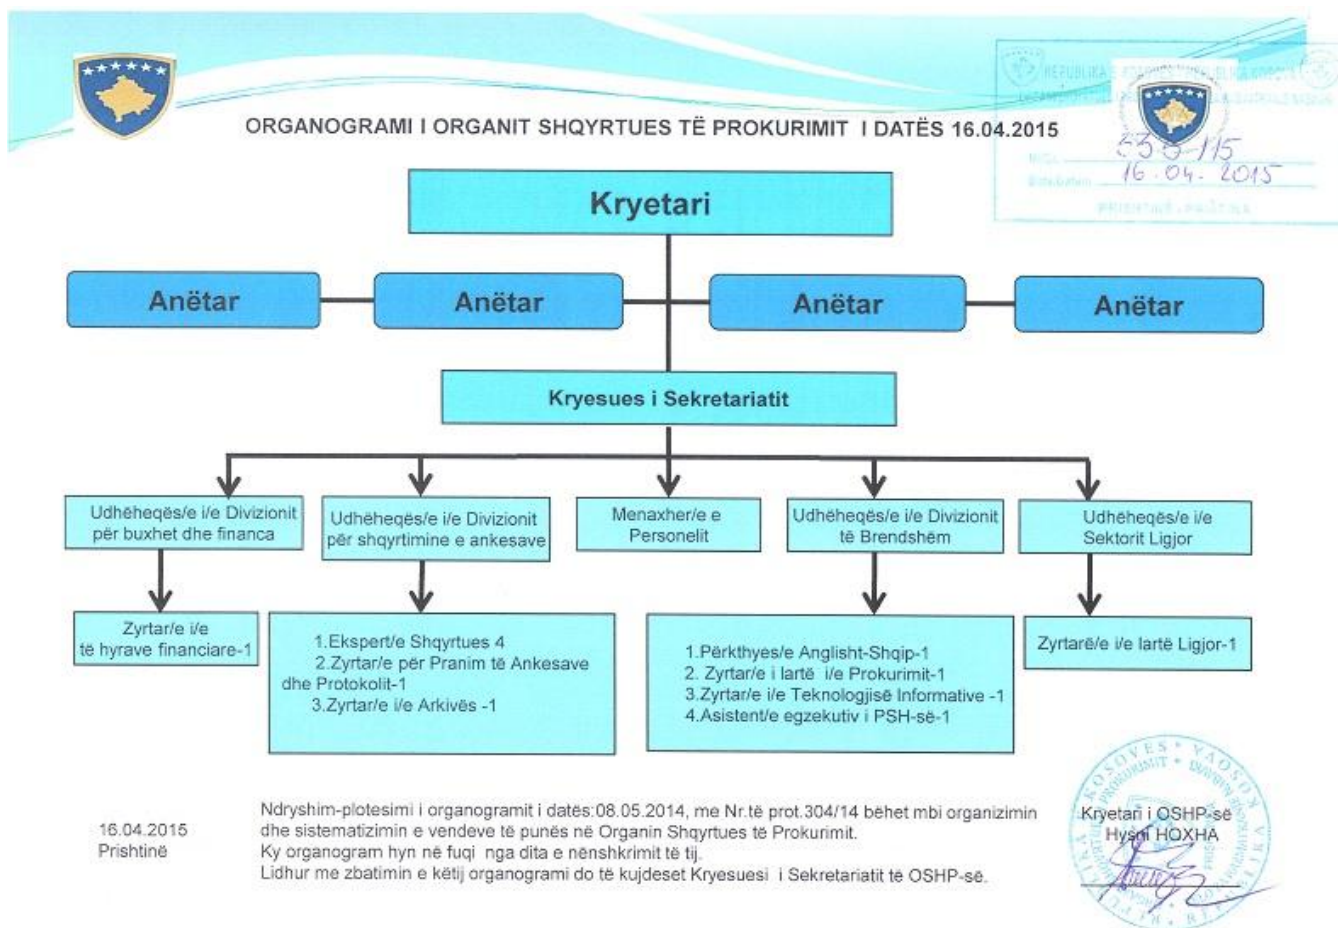 ORGANOGRAMI I ORGANIT SHQYRTUES TË PROKURIMIT I DATËS 16.04.2015
16.04.2015
Kryetari
Anëtar
Anëtar
Anëtar
Anëtar
Kryesues i Sekretariatit
Udhëheqës/e i/e Divizionit
për buxhet dhe financa
Udhëheqës/e i/e Divizionit
për shqyrtimine e ankesave
Menaxher/e e
Personelit
Udhëheqës/e i/e Divizionit
të Brendshëm
Udhëheqës/e i/e
Sektorit Ligjor
Zyrtar/e i/e
të hyrave financiare-1
1.Ekspert/e Shqyrtues 4
2.Zyrtar/e për Pranim të Ankesave
dhe Protokolit-1
3.Zyrtar/e i/e Arkivës -1
1.Përkthyes/e Anglisht-Shqip-1
2. Zyrtar/e i lartë i/e Prokurimit-1
3.Zyrtar/e i/e Teknologjisë Informative -1
4.Asistent/e egzekutiv i PSH-së-1
Zyrtarë/e i/e lartë Ligjor-1
16.04.2015
Prishtinë
Ndryshim-plotesimi i organogramit i datës:08.05.2014, me Nr.të prot.304/14 bëhet mbi organizimin
dhe sistematizimin e vendeve të punës në Organin Shqyrtues të Prokurimit.
Ky organogram hyn në fuqi nga dita e nënshkrimit të tij.
Lidhur me zbatimin e këtij organogrami do të kujdeset Kryesuesi i Sekretariatit të OSHP-së.
Kryetari i OSHP-së
Hysni HOXHA